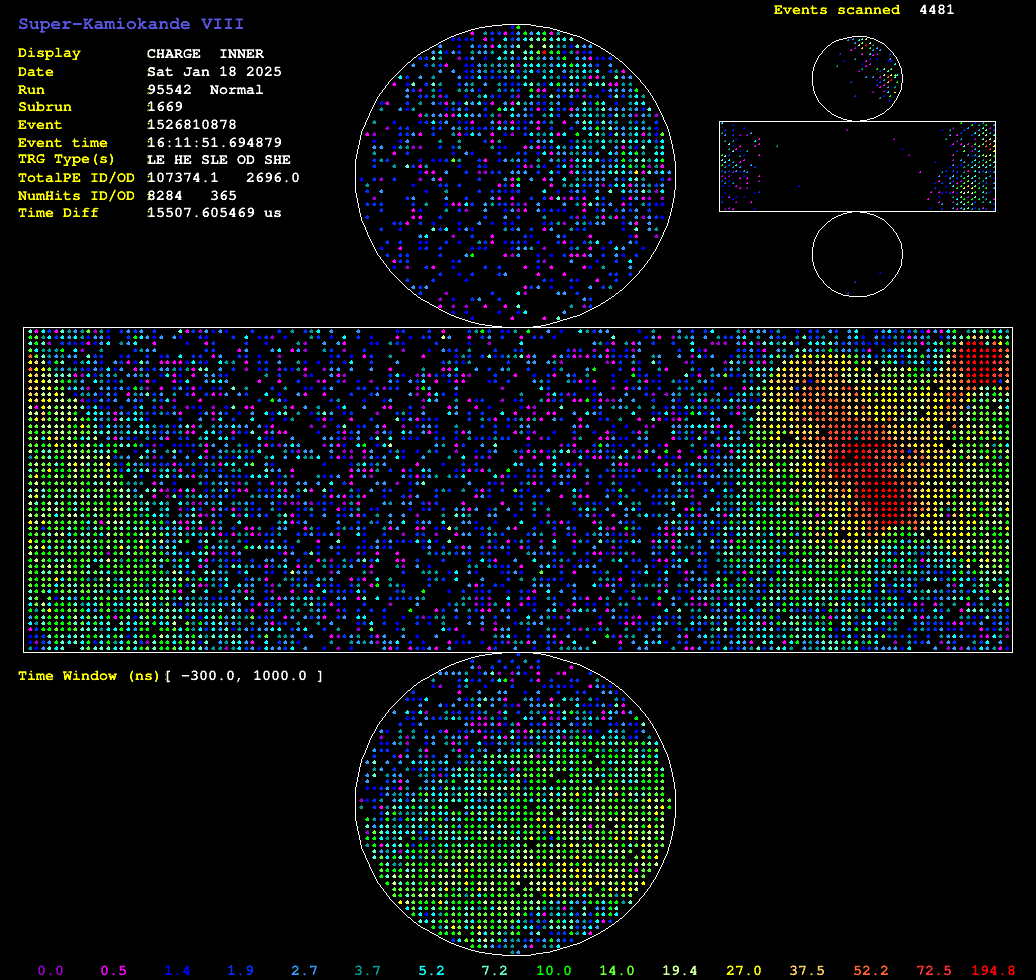 Super-Kamiokande VIII
Events scanned 4481
Display CHARGE INNER
Date Sat Jan 18 2025
Run 95542 Normal
Subrun 1669
Event 1526810878
Event time 16:11:51.694879
TRG Type(s) LE HE SLE OD SHE
TotalPE ID/OD 107374.1 2696.0
NumHits ID/OD 8284 365
Time Diff 15507.605469 us
Time Window (ns)[ -300.0, 1000.0 ]
0.0 0.5 1.4 1.9 2.7 3.7 5.2 7.2 10.0 14.0 19.4 27.0 37.5 52.2 72.5 194.8